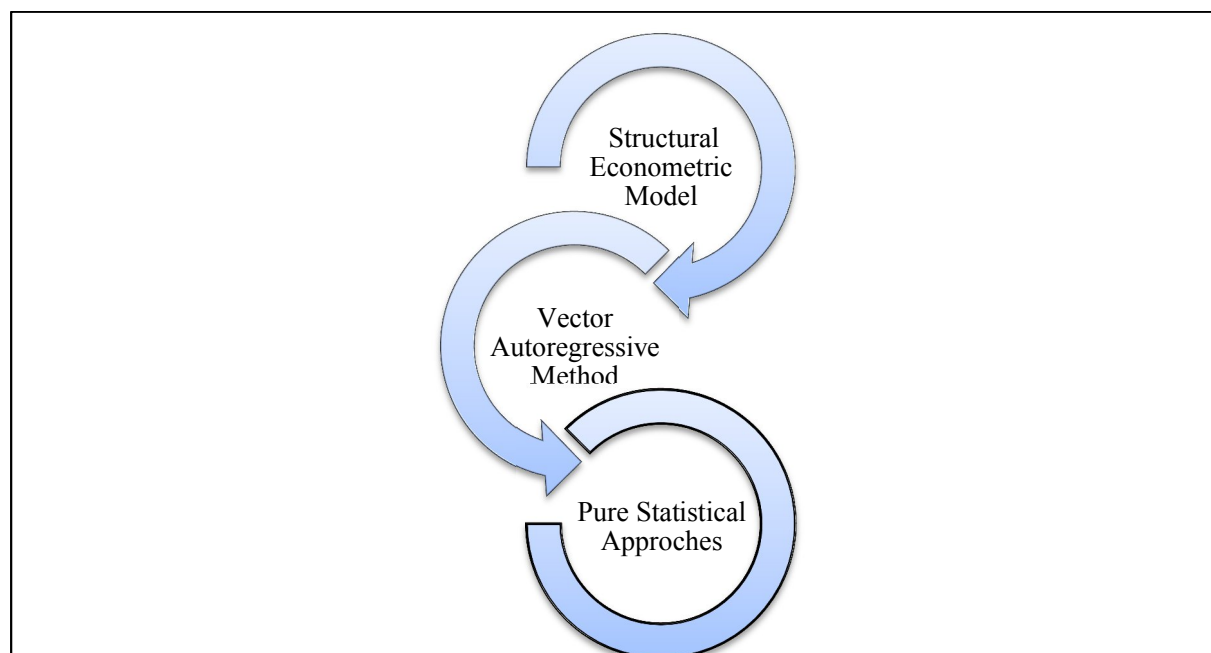 Structural
Econometric
Model
Vector
Autoregressive
Method
Pure Statistical
Approches